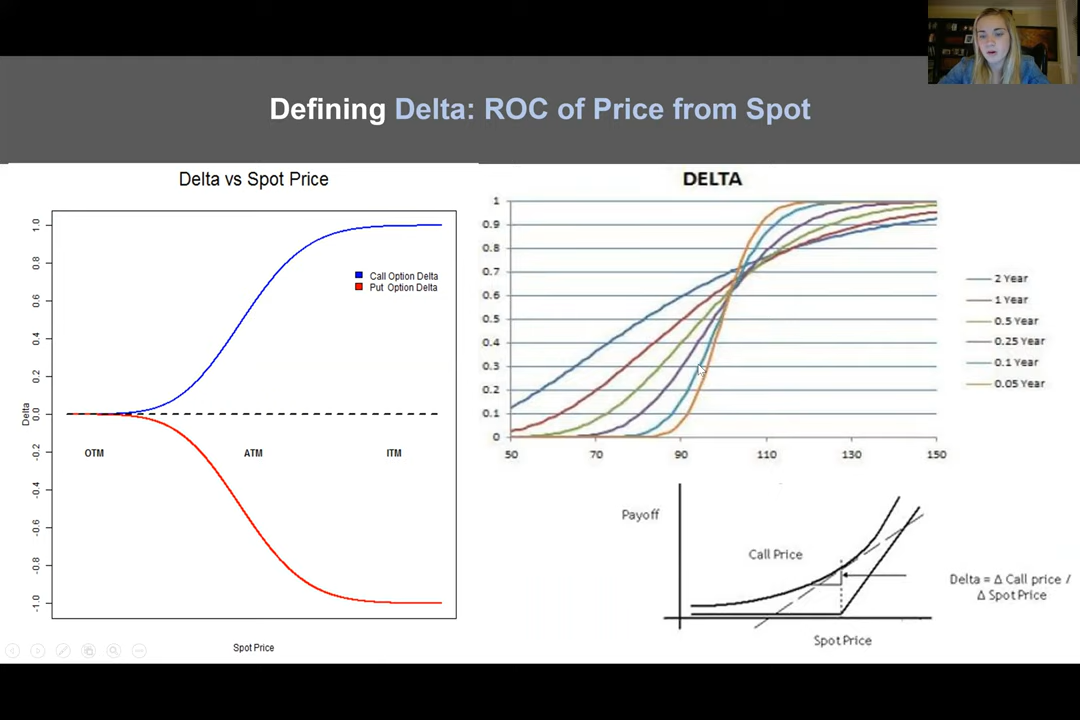 Defining Delta: ROC of Price from Spot
Delta vs Spot Price
1.0
0.8
0.6
0.4
0.2
0.0
-0.2
-0.4
-0.6
-0.8
-1.0
Delta
Call Option Delta
Put Option Delta
OTM ATM ITM
Spot Price
DELTA
1
0.9
0.8
0.7
0.6
0.5
0.4
0.3
0.2
0.1
0
50 70 90 110 130 150
2 Year
1 Year
0.5 Year
0.25 Year
0.1 Year
0.05 Year
Payoff
Call Price
Delta = Δ Call price /
Δ Spot Price
Spot Price